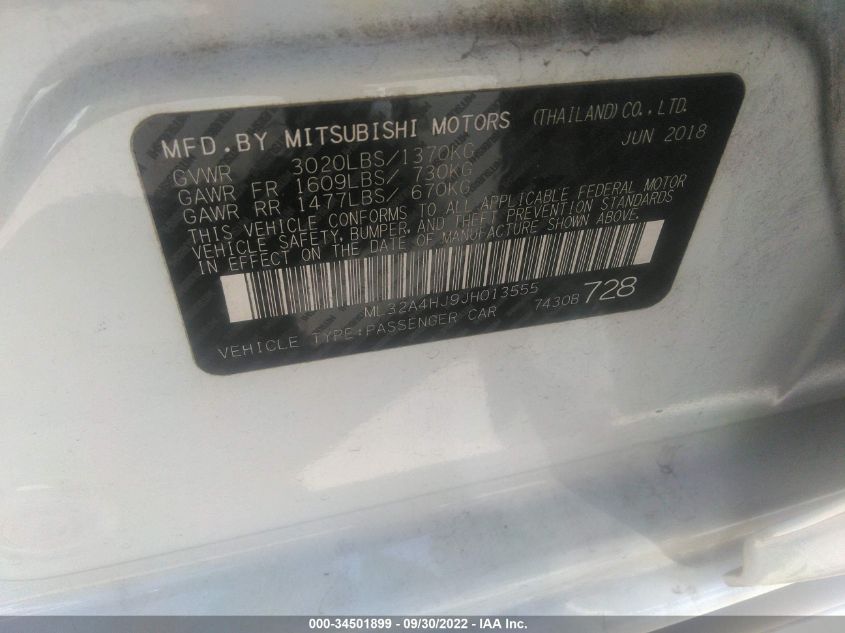 MFD.BY MITSUBISHI MOTORS (THAILAND) CO., LTD.
JUN 2018
GVWR 3020LBS/1370KG
GAWR FR 1609LBS/ 730KG
GAWR RR 1477LBS/ 670KG
THIS VEHICLE CONFORMS TO ALL APPLICABLE FEDERAL MOTOR
VEHICLE SAFETY, BUMPER, AND THEFT PREVENTION STANDARDS
IN EFFECT ON THE DATE OF MANUFACTURE SHOWN ABOVE.
ML32A4HJ9JH013555 7430B 728
VEHICLE TYPE:PASSENGER CAR
000-34501899 - 09/30/2022 - IAAI Inc.